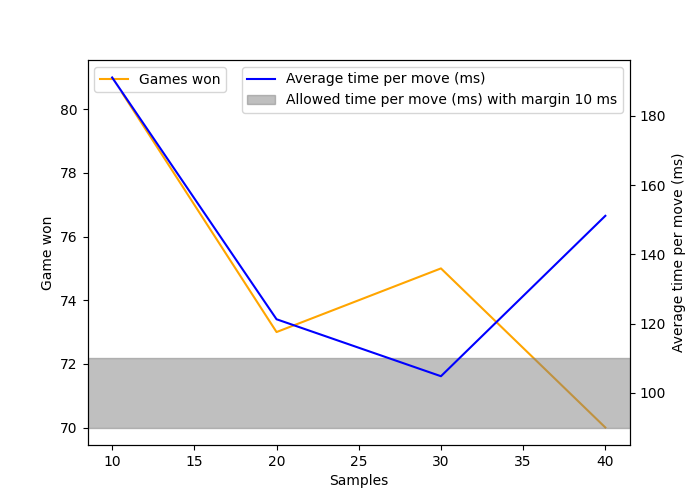 Games won
Average time per move (ms)
Allowed time per move (ms) with margin 10 ms
80
78
76
74
72
70
Game won
180
160
140
120
100
Average time per move (ms)
10 15 20 25 30 35 40
Samples